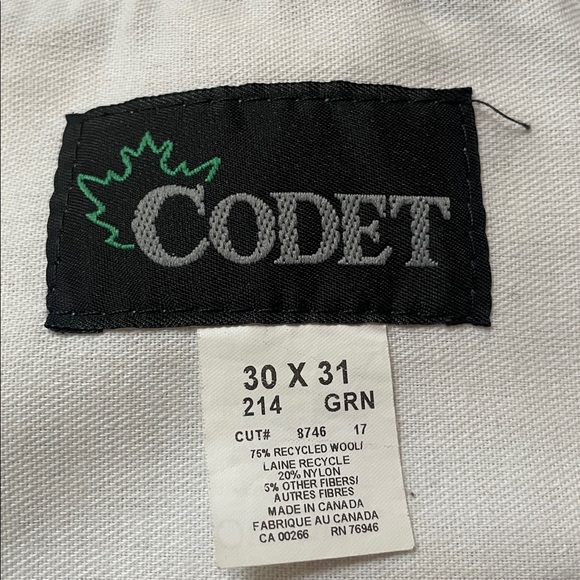 CODET
30 X 31
214 GRN
CUT# 8746 17
75% RECYCLED WOOL/
LAINE RECYCLE
20% NYLON
5% OTHER FIBERS/
AUTRES FIBRES
MADE IN CANADA
FABRIQUE AU CANADA
CA 00266 RN 76946